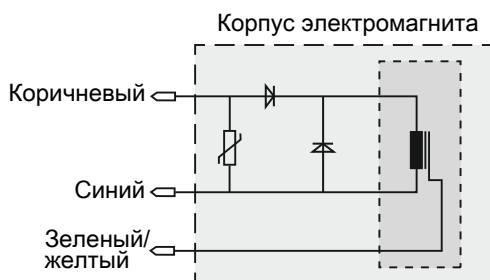 Корпус электромагнита
Коричневый
Синий
Зеленый/
желтый